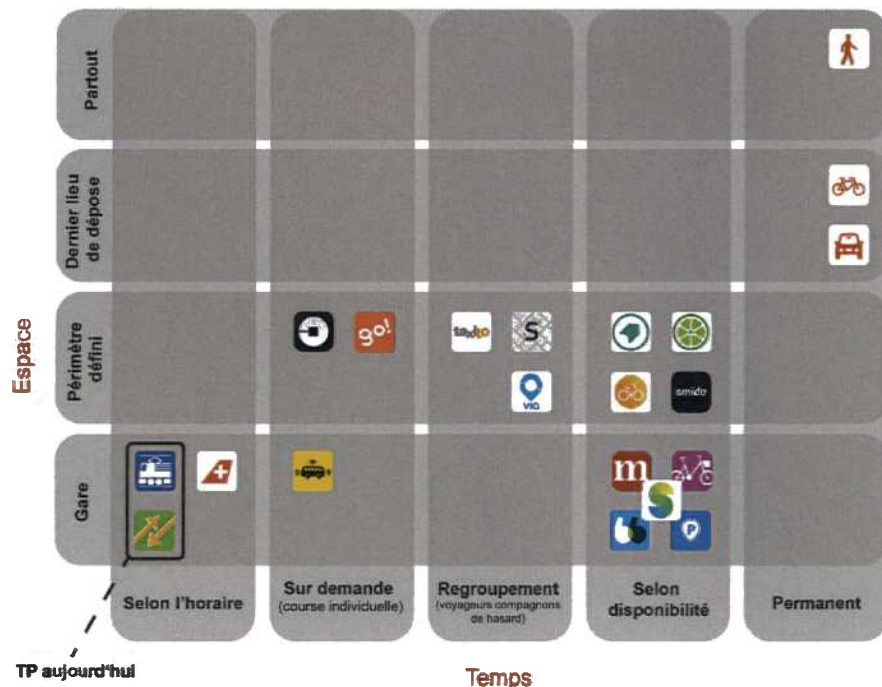 Partout
Dernier lieu
de dépose
Espace
Périmètre
défini
go!
S
via
smide
Gare
m
P
Selon l'horaire
Sur demande
(course individuelle)
Regroupement
(voyageurs compagnons
de hasard)
Selon
disponibilité
Permanent
TP aujourd'hui
Temps